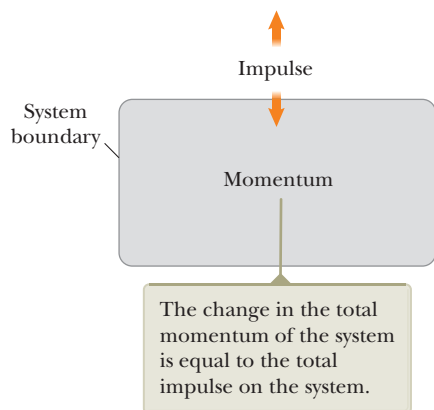 Impulse
System
boundary
Momentum
The change in the total
momentum of the system
is equal to the total
impulse on the system.